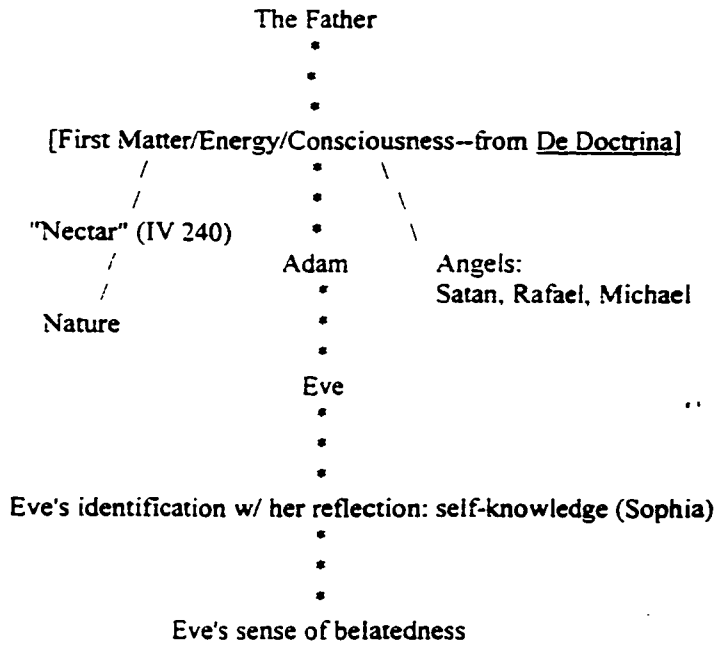 The Father
*
*
*
[First Matter/Energy/Consciousness--from De Doctrina]
/ * \
/ * \
"Nectar" (IV 240) * \
/ Adam Angels:
/ * Satan, Rafael, Michael
Nature *
*
Eve
*
*
*
Eve's identification w/ her reflection: self-knowledge (Sophia)
*
*
*
Eve's sense of belatedness